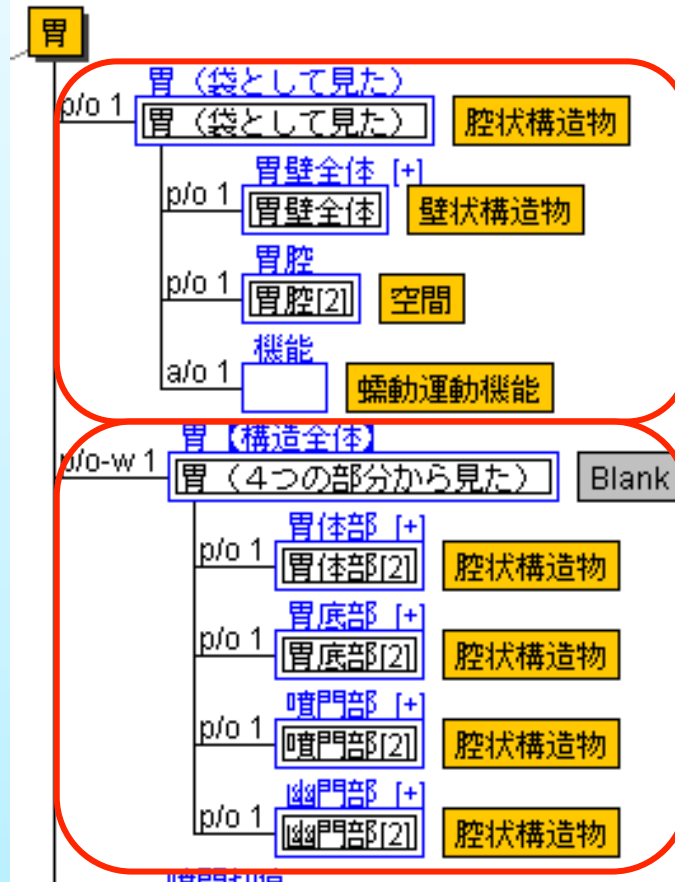 胃
胃（袋として見た）
p/o 1 胃（袋として見た） 腔状構造物
胃壁全体 [+]
p/o 1 胃壁全体 壁状構造物
胃腔
p/o 1 胃腔[2] 空間
機能
a/o 1 蠕動運動機能
胃【構造全体】
p/o-w 1 胃（４つの部分から見た） Blank
胃体部 [+]
p/o 1 胃体部[2] 腔状構造物
胃底部 [+]
p/o 1 胃底部[2] 腔状構造物
噴門部 [+]
p/o 1 噴門部[2] 腔状構造物
幽門部 [+]
p/o 1 幽門部[2] 腔状構造物